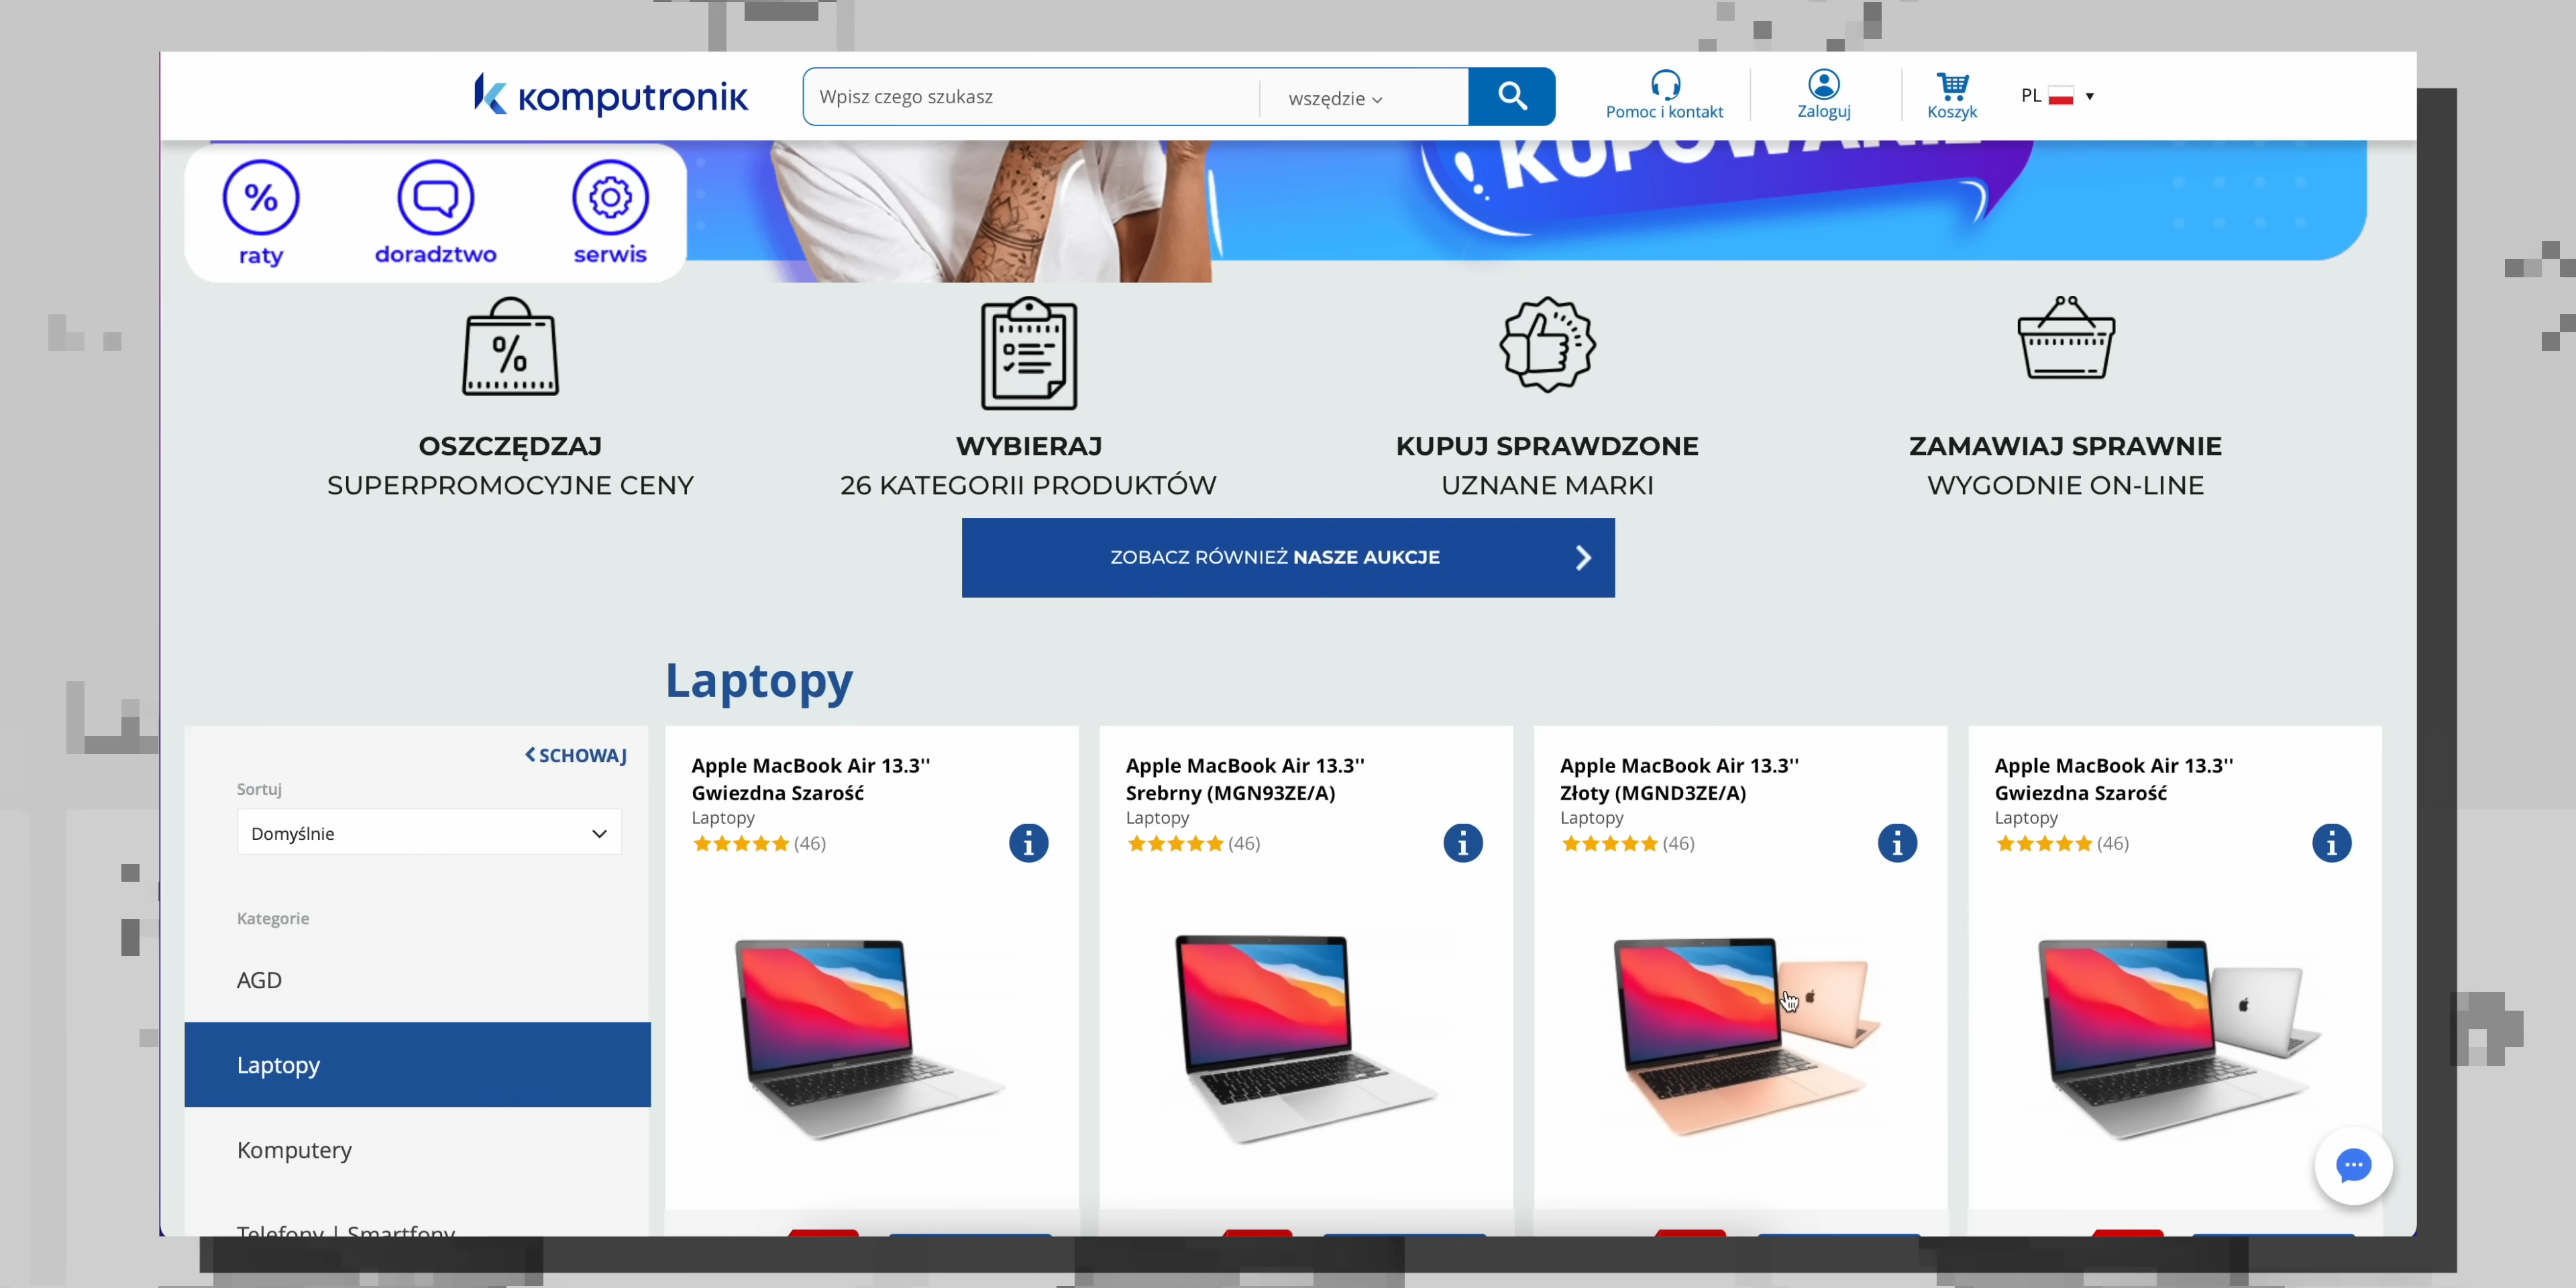 komputronik
Wpisz czego szukasz
wszędzie
Pomoc i kontakt
Zaloguj
Koszyk
PL
KUPOWANIE
%
raty
doradztwo
serwis
%
OSZCZĘDZAJ
SUPERPROMOCYJNE CENY
WYBIERAJ
26 KATEGORII PRODUKTÓW
KUPUJ SPRAWDZONE
UZNANE MARKI
ZAMAWIAJ SPRAWNIE
WYGODNIE ON-LINE
ZOBACZ RÓWNIEŻ NASZE AUKCJE
Laptopy
SCHOWAJ
Sortuj
Domyślnie
Kategorie
AGD
Laptopy
Komputery
Telefony | Smartfony
Apple MacBook Air 13.3''
Gwiezdna Szarość
Laptopy
(46)
i
Apple MacBook Air 13.3''
Srebrny (MGN93ZE/A)
Laptopy
(46)
i
Apple MacBook Air 13.3''
Złoty (MGND3ZE/A)
Laptopy
(46)
i
Apple MacBook Air 13.3''
Gwiezdna Szarość
Laptopy
(46)
i